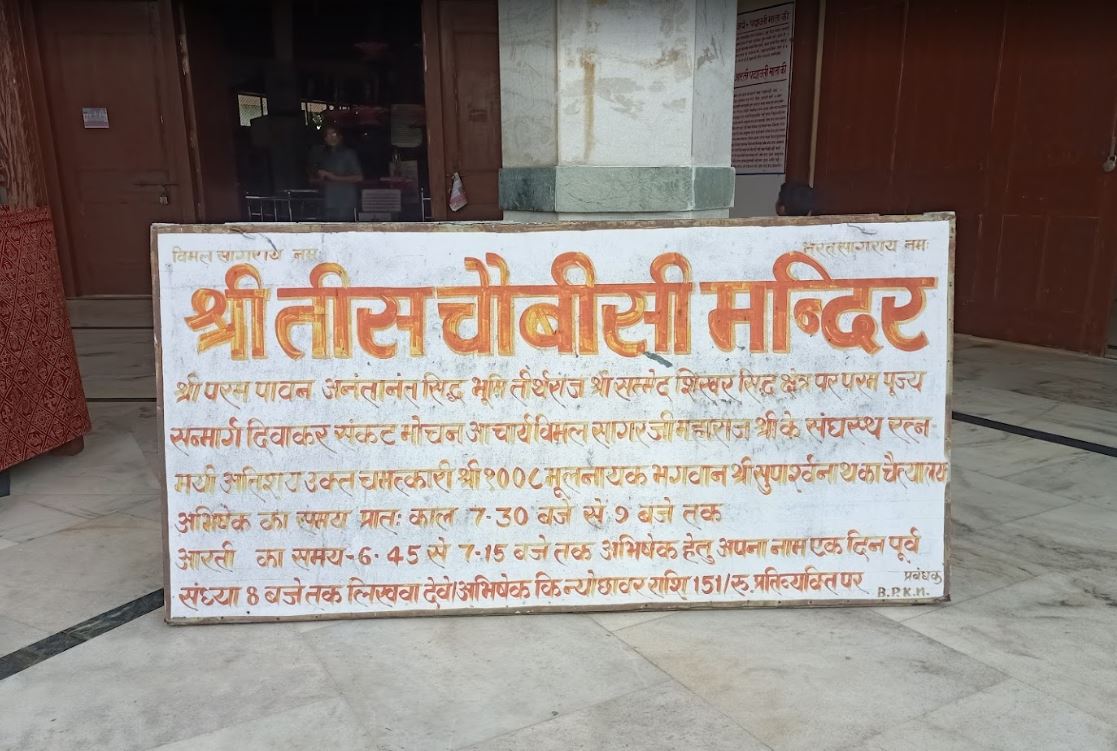 विमल सागराय नमः
भरतसागराय नमः
श्री तीस चौबीसी मन्दिर
श्री परम पावन अनंतानंत सिद्ध भूमि तीर्थराज श्री सम्मेद शिखर सिद्ध क्षेत्र पर परम पूज्य
सन्मार्ग दिवाकर संकट मोचन आचार्य विमल सागर जी महाराज श्री के संघस्थ रत्न
मयी अतिशय उक्त चमत्कारी श्री १००८ मूलनायक भगवान श्री सुपार्श्वनाथ का चैत्यालय
अभिषेक का समय प्रातः काल 7-30 बजे से 9 बजे तक
आरती का समय-6.45 से 7-15 बजे तक अभिषेक हेतु अपना नाम एक दिन पूर्व
संध्या 8 बजे तक लिखवा देवे।अभिषेक कि न्योछावर राशि 151/रु.प्रतिव्यक्ति पर
प्रबंधक
B.P.K.M.